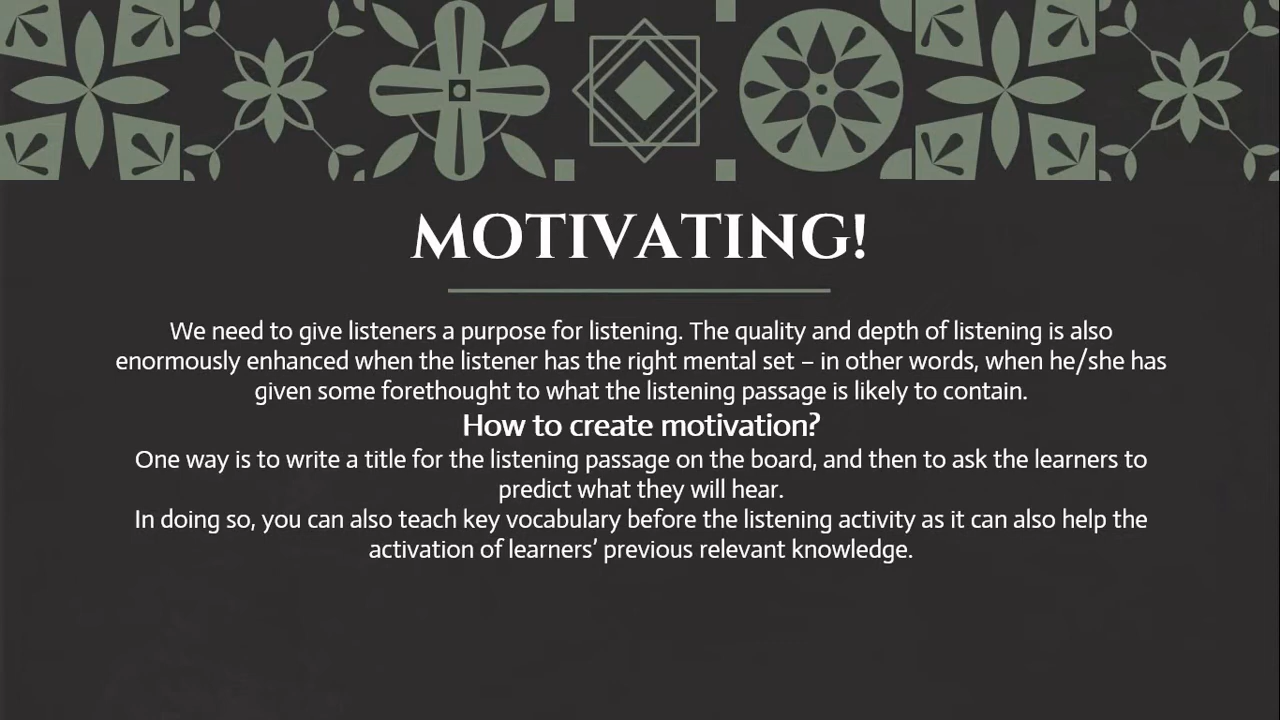 MOTIVATING!
We need to give listeners a purpose for listening. The quality and depth of listening is also
enormously enhanced when the listener has the right mental set – in other words, when he/she has
given some forethought to what the listening passage is likely to contain.
How to create motivation?
One way is to write a title for the listening passage on the board, and then to ask the learners to
predict what they will hear.
In doing so, you can also teach key vocabulary before the listening activity as it can also help the
activation of learners’ previous relevant knowledge.